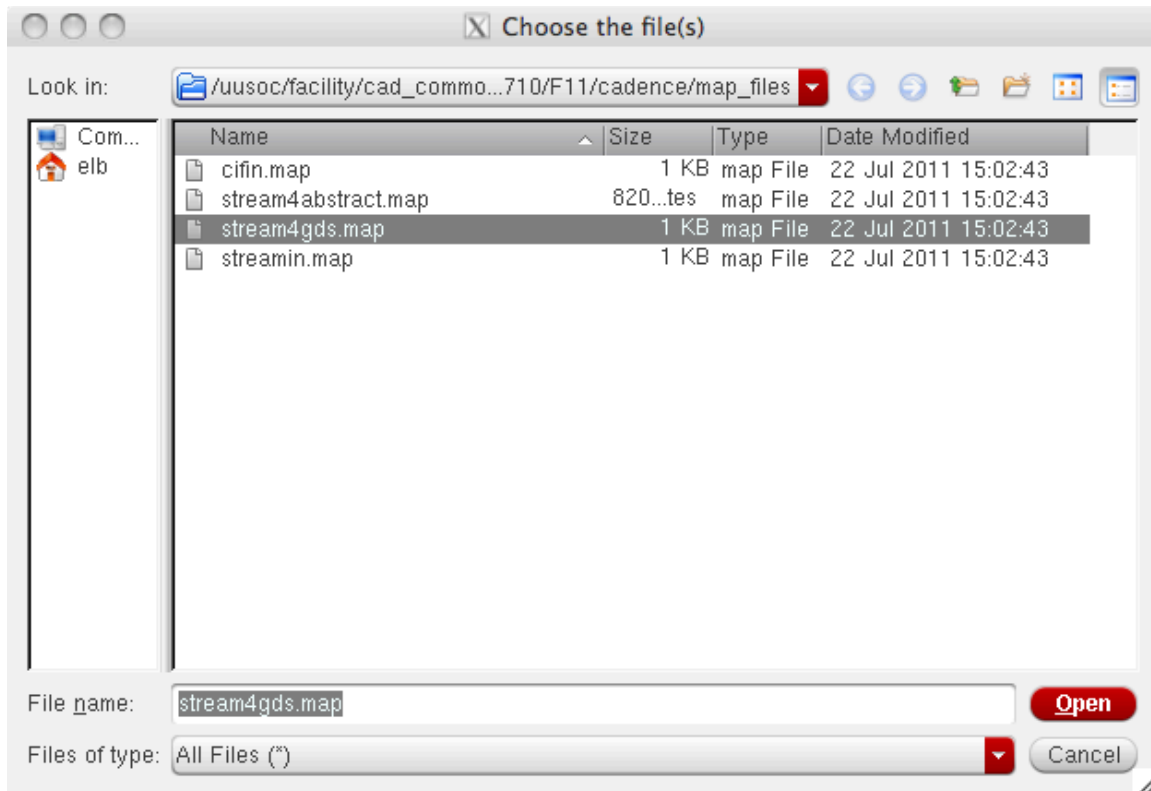 Choose the file(s)
Look in: /uusoc/facility/cad_commo...710/F11/cadence/map_files
Com...
elb
Name Size Type Date Modified
cifin.map 1 KB map File 22 Jul 2011 15:02:43
stream4abstract.map 820...tes map File 22 Jul 2011 15:02:43
stream4gds.map 1 KB map File 22 Jul 2011 15:02:43
streamin.map 1 KB map File 22 Jul 2011 15:02:43
File name: stream4gds.map Open
Files of type: All Files (*) Cancel